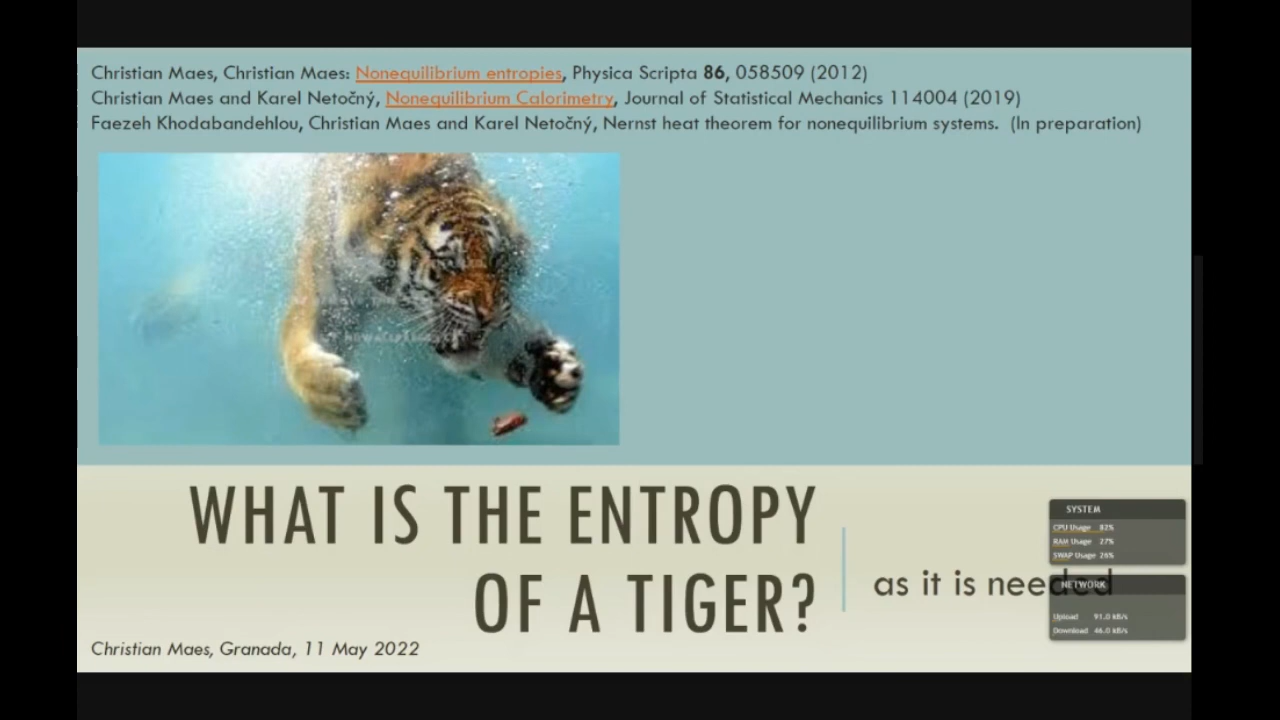 Christian Maes, Christian Maes: Nonequilibrium entropies, Physica Scripta 86, 058509 (2012)
Christian Maes and Karel Netočný, Nonequilibrium Calorimetry, Journal of Statistical Mechanics 114004 (2019)
Faezeh Khodabandehlou, Christian Maes and Karel Netočný, Nernst heat theorem for nonequilibrium systems. (In preparation)
WHAT IS THE ENTROPY
OF A TIGER?
as it is needed
Christian Maes, Granada, 11 May 2022
SYSTEM
CPU Usage 82%
RAM Usage 27%
SWAP Usage 26%
NETWORK
Upload 91.0 kB/s
Download 46.0 kB/s